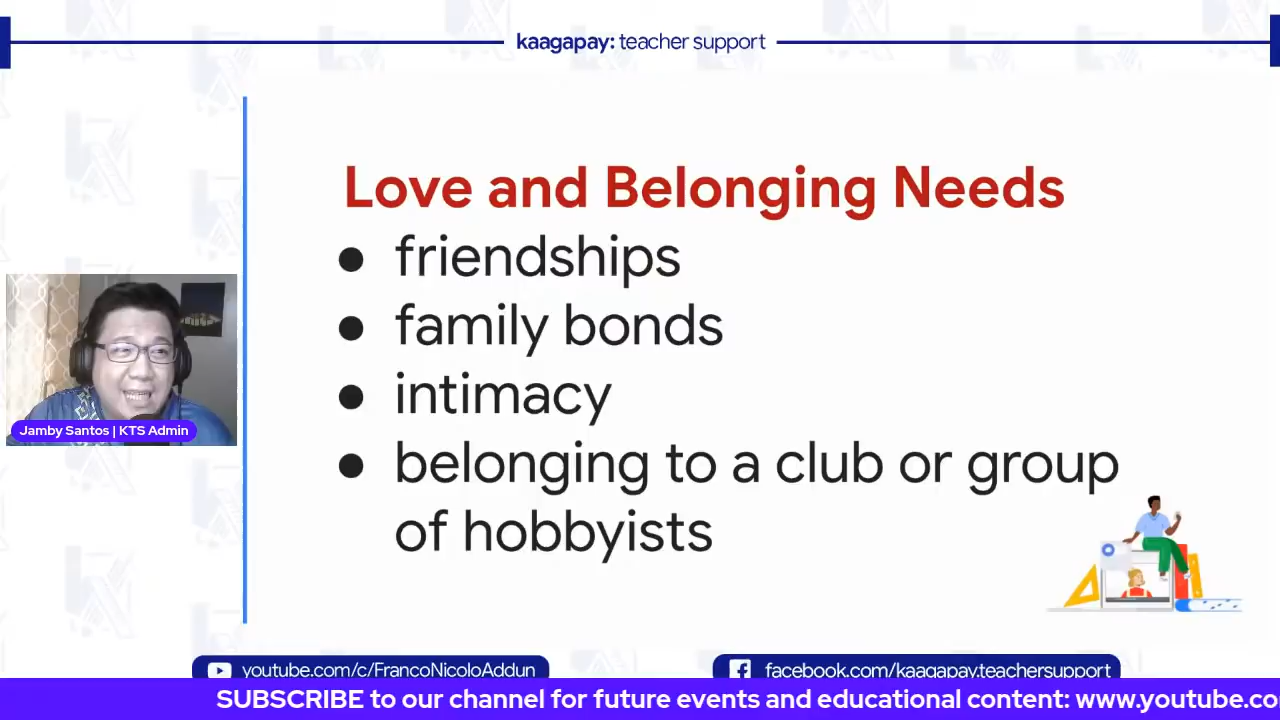 kaagapay: teacher support
Love and Belonging Needs
● friendships
● family bonds
● intimacy
● belonging to a club or group
of hobbyists
Jamby Santos | KTS Admin
youtube.com/c/FrancoNicoloAddun
facebook.com/kaagapay.teachersupport
SUBSCRIBE to our channel for future events and educational content: www.youtube.co